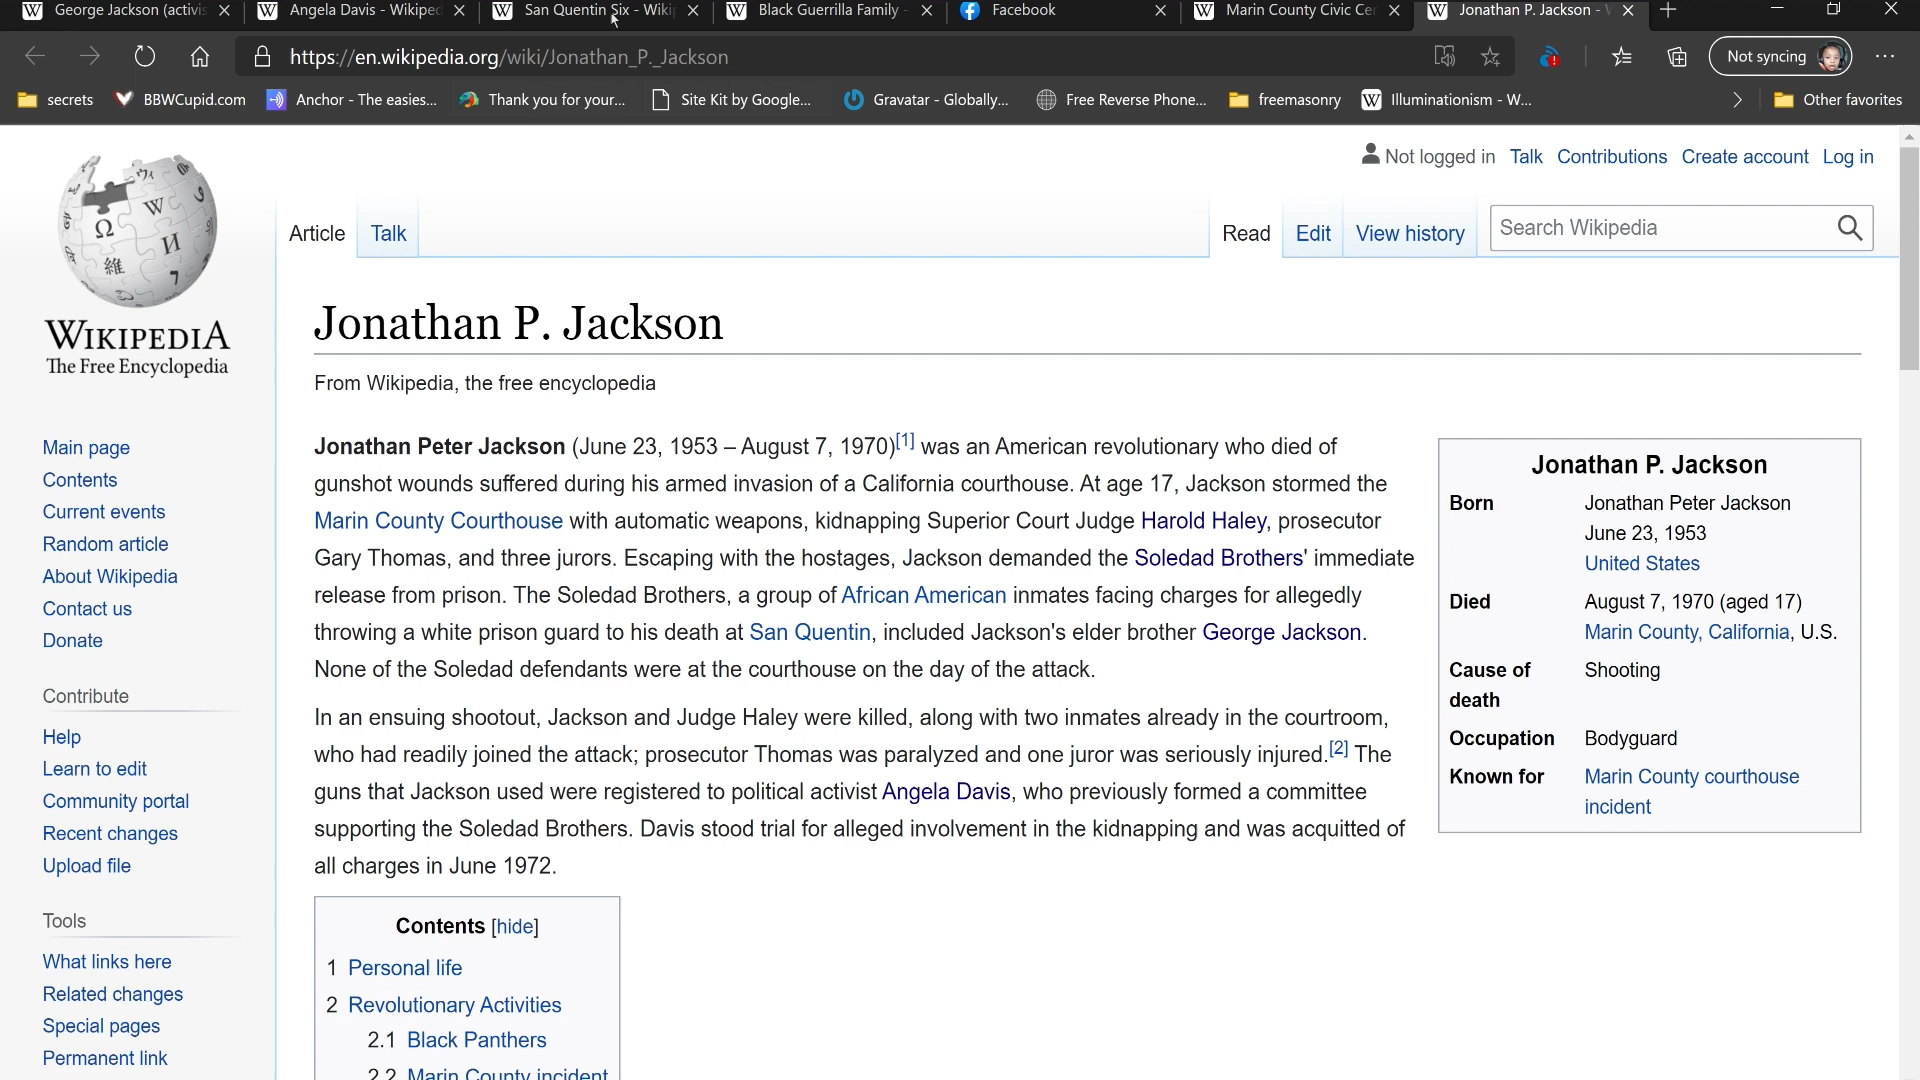 George Jackson (activis
Angela Davis - Wikiped
San Quentin Six - Wiki
Black Guerrilla Family -
Facebook
Marin County Civic Ce
Jonathan P. Jackson - W
https://en.wikipedia.org/wiki/Jonathan_P._Jackson
Not syncing
secrets
BBWCupid.com
Anchor - The easies...
Thank you for your...
Site Kit by Google...
Gravatar - Globally...
Free Reverse Phone...
freemasonry
Illuminationism - W...
Other favorites
Not logged in Talk Contributions Create account Log in
Article Talk
Read Edit View history
Search Wikipedia
WIKIPEDIA
The Free Encyclopedia
Main page
Contents
Current events
Random article
About Wikipedia
Contact us
Donate
Contribute
Help
Learn to edit
Community portal
Recent changes
Upload file
Tools
What links here
Related changes
Special pages
Permanent link
Jonathan P. Jackson
From Wikipedia, the free encyclopedia
Jonathan Peter Jackson (June 23, 1953 – August 7, 1970)[1] was an American revolutionary who died of
gunshot wounds suffered during his armed invasion of a California courthouse. At age 17, Jackson stormed the
Marin County Courthouse with automatic weapons, kidnapping Superior Court Judge Harold Haley, prosecutor
Gary Thomas, and three jurors. Escaping with the hostages, Jackson demanded the Soledad Brothers' immediate
release from prison. The Soledad Brothers, a group of African American inmates facing charges for allegedly
throwing a white prison guard to his death at San Quentin, included Jackson's elder brother George Jackson.
None of the Soledad defendants were at the courthouse on the day of the attack.
In an ensuing shootout, Jackson and Judge Haley were killed, along with two inmates already in the courtroom,
who had readily joined the attack; prosecutor Thomas was paralyzed and one juror was seriously injured.[2] The
guns that Jackson used were registered to political activist Angela Davis, who previously formed a committee
supporting the Soledad Brothers. Davis stood trial for alleged involvement in the kidnapping and was acquitted of
all charges in June 1972.
Jonathan P. Jackson
Born Jonathan Peter Jackson
June 23, 1953
United States
Died August 7, 1970 (aged 17)
Marin County, California, U.S.
Cause of Shooting
death
Occupation Bodyguard
Known for Marin County courthouse
incident
Contents [hide]
1 Personal life
2 Revolutionary Activities
2.1 Black Panthers
2.2 Marin County incident